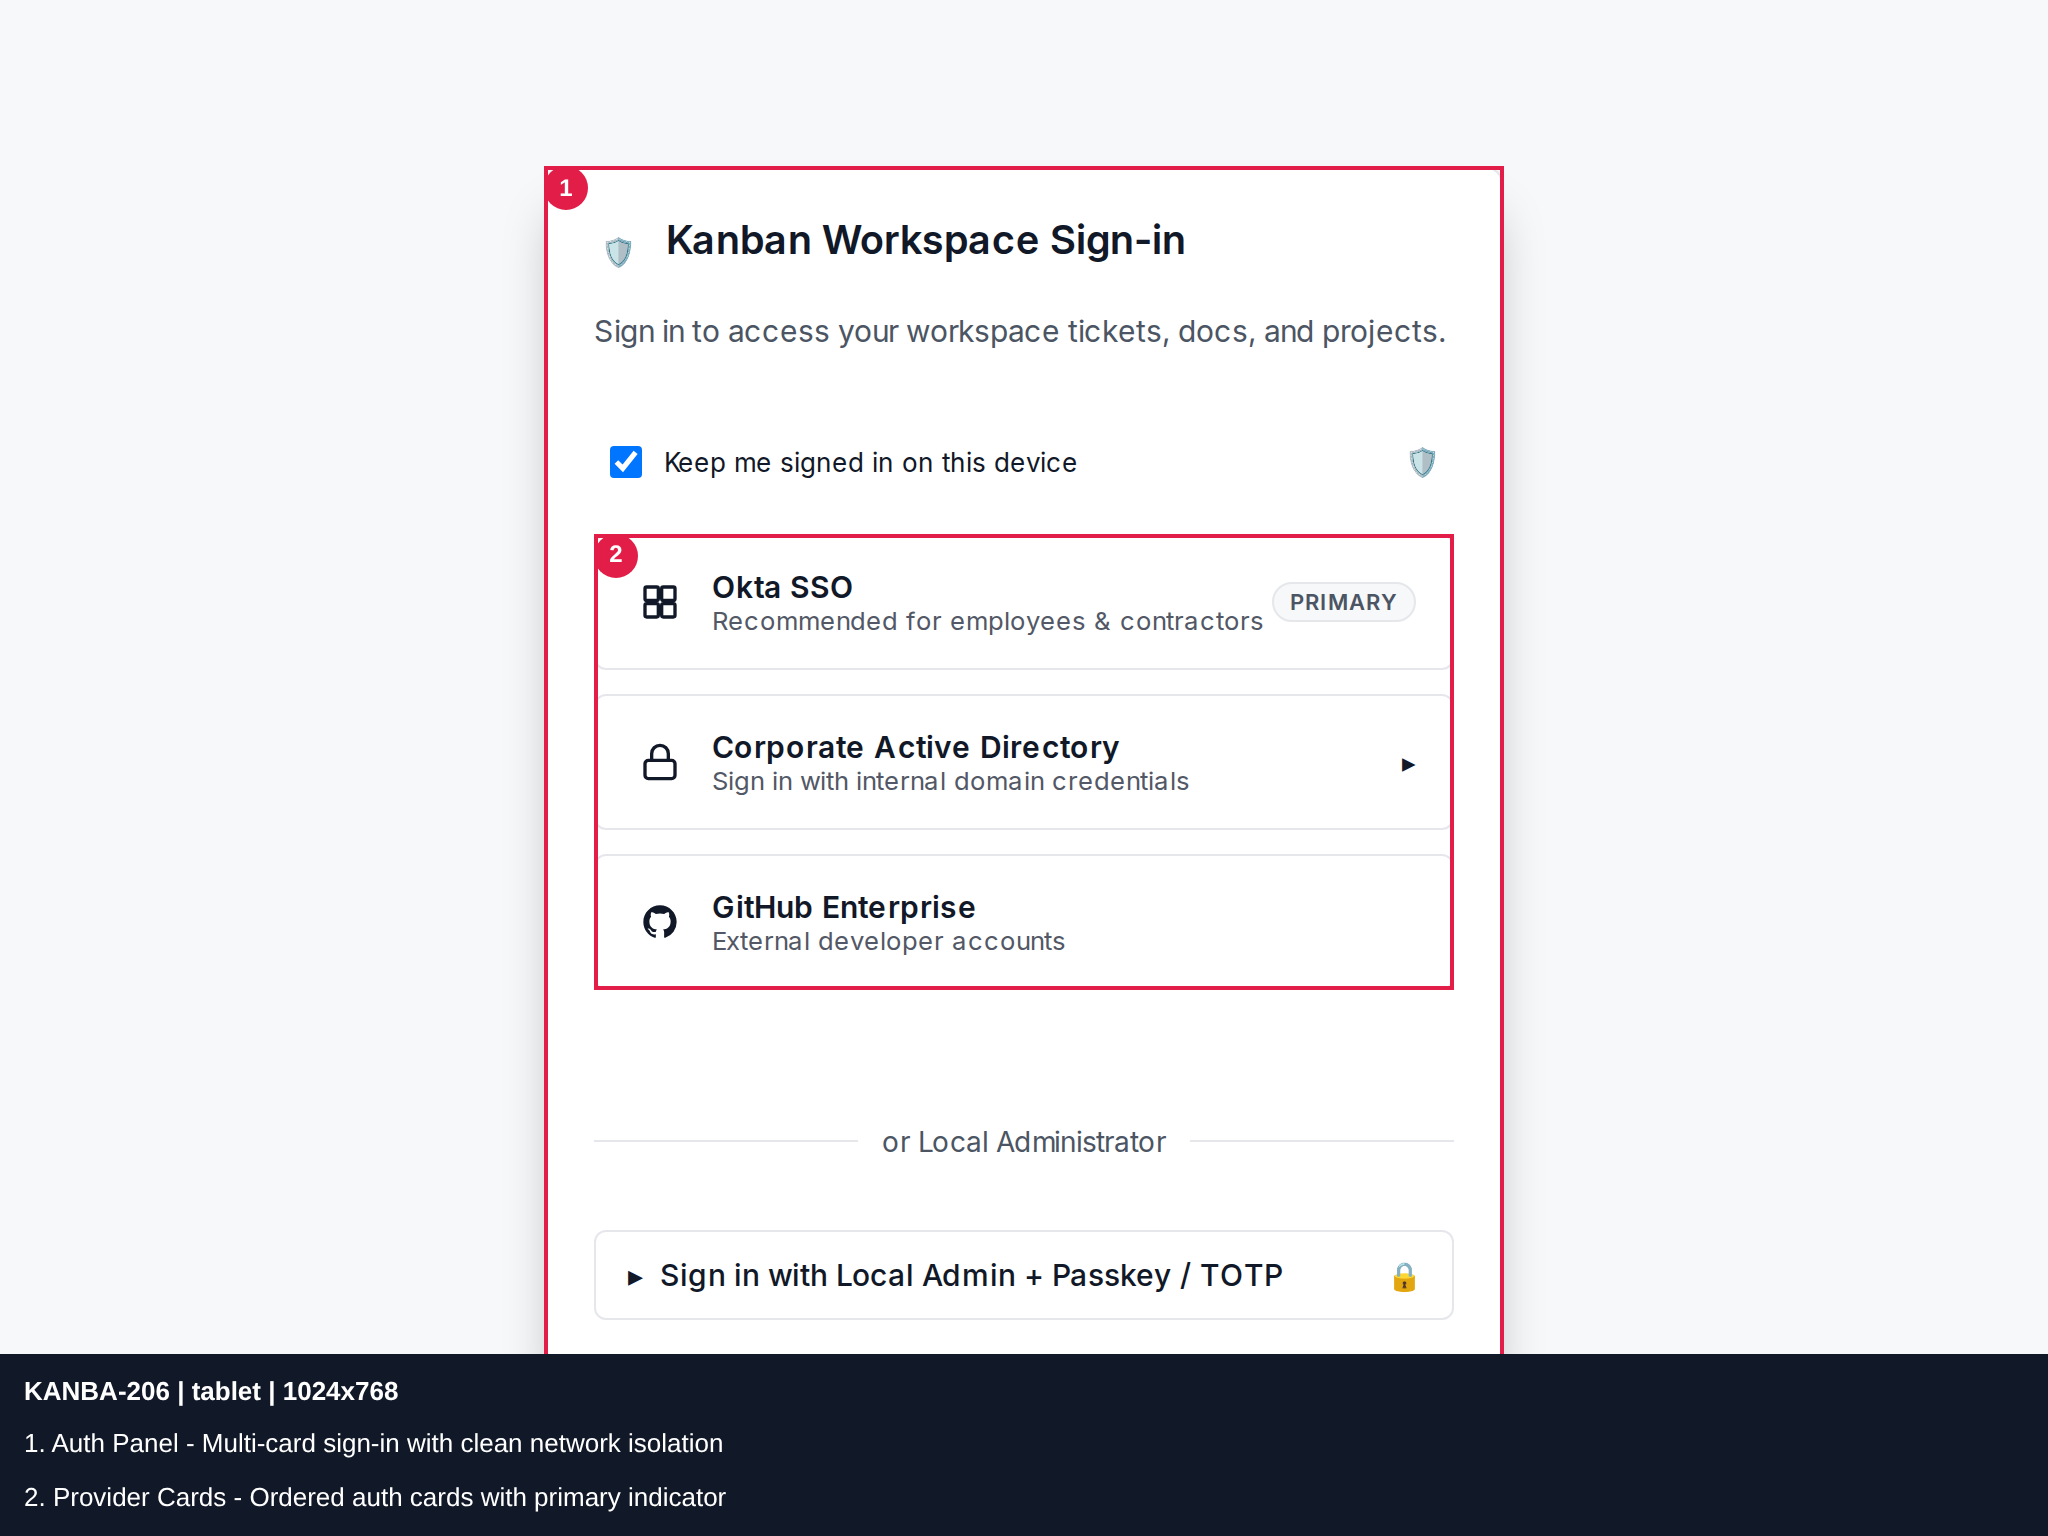 1
Kanban Workspace Sign-in
Sign in to access your workspace tickets, docs, and projects.
Keep me signed in on this device
2
Okta SSO
Recommended for employees & contractors
PRIMARY
Corporate Active Directory
Sign in with internal domain credentials
GitHub Enterprise
External developer accounts
or Local Administrator
Sign in with Local Admin + Passkey / TOTP
KANBA-206 | tablet | 1024x768
1. Auth Panel - Multi-card sign-in with clean network isolation
2. Provider Cards - Ordered auth cards with primary indicator